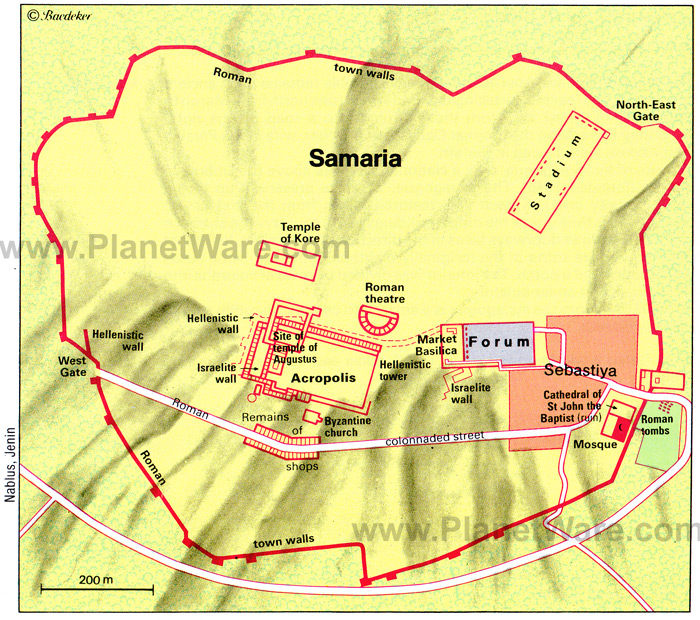 © Baedeker
Roman
town walls
North-East
Gate
Samaria
Stadium
Temple
of Kore
www.PlanetWare.com
Roman
theatre
Hellenistic
wall
Site of
temple of
Augustus
Market
Basilica
Forum
Hellenistic
wall
West
Gate
Israelite
wall
Acropolis
Hellenistic
tower
Israelite
wall
Sebastiya
Cathedral of
St John the
Baptist (ruin)
Roman
tombs
Mosque
Roman
Remains
of
shops
Byzantine
church
colonnaded street
Nablus, Jenin
Roman
town walls
www.PlanetWare.com
200 m